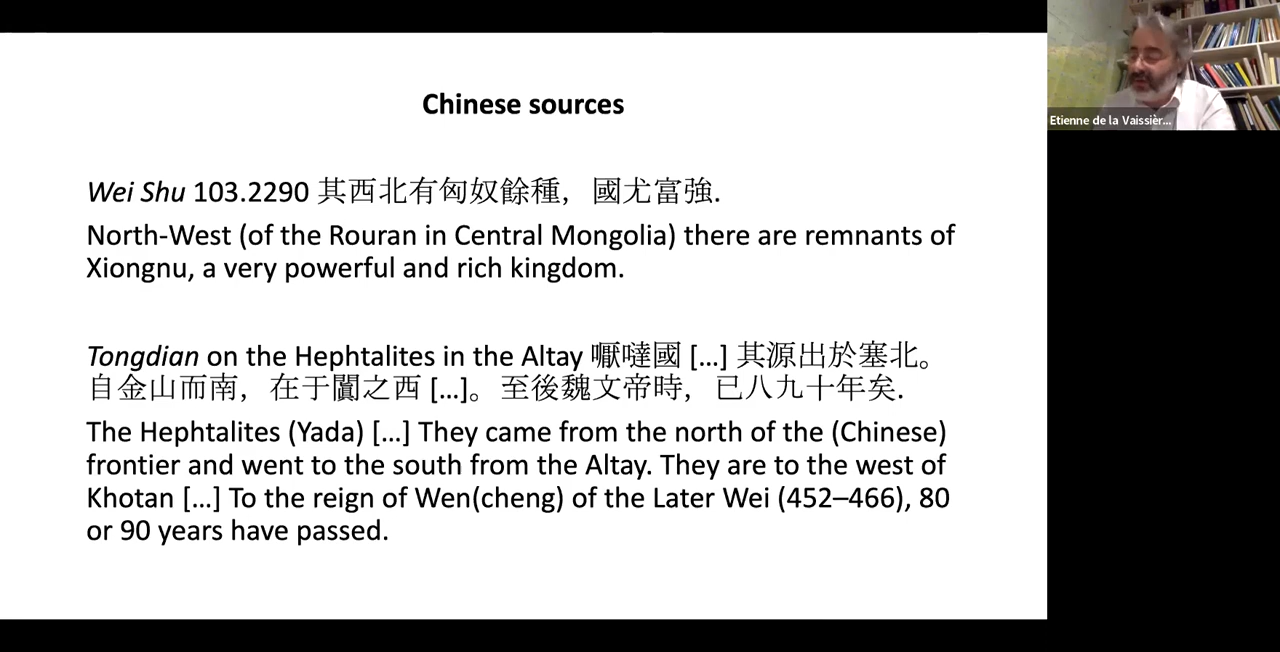 Chinese sources
Wei Shu 103.2290 其西北有匈奴餘種，國尤富強.
North-West (of the Rouran in Central Mongolia) there are remnants of
Xiongnu, a very powerful and rich kingdom.
Tongdian on the Hephtalites in the Altay 嚈噠國 [...] 其源出於塞北。
自金山而南，在于闐之西 [...]。至後魏文帝時，已八九十年矣.
The Hephtalites (Yada) [...] They came from the north of the (Chinese)
frontier and went to the south from the Altay. They are to the west of
Khotan [...] To the reign of Wen(cheng) of the Later Wei (452–466), 80
or 90 years have passed.
Etienne de la Vaissièr...